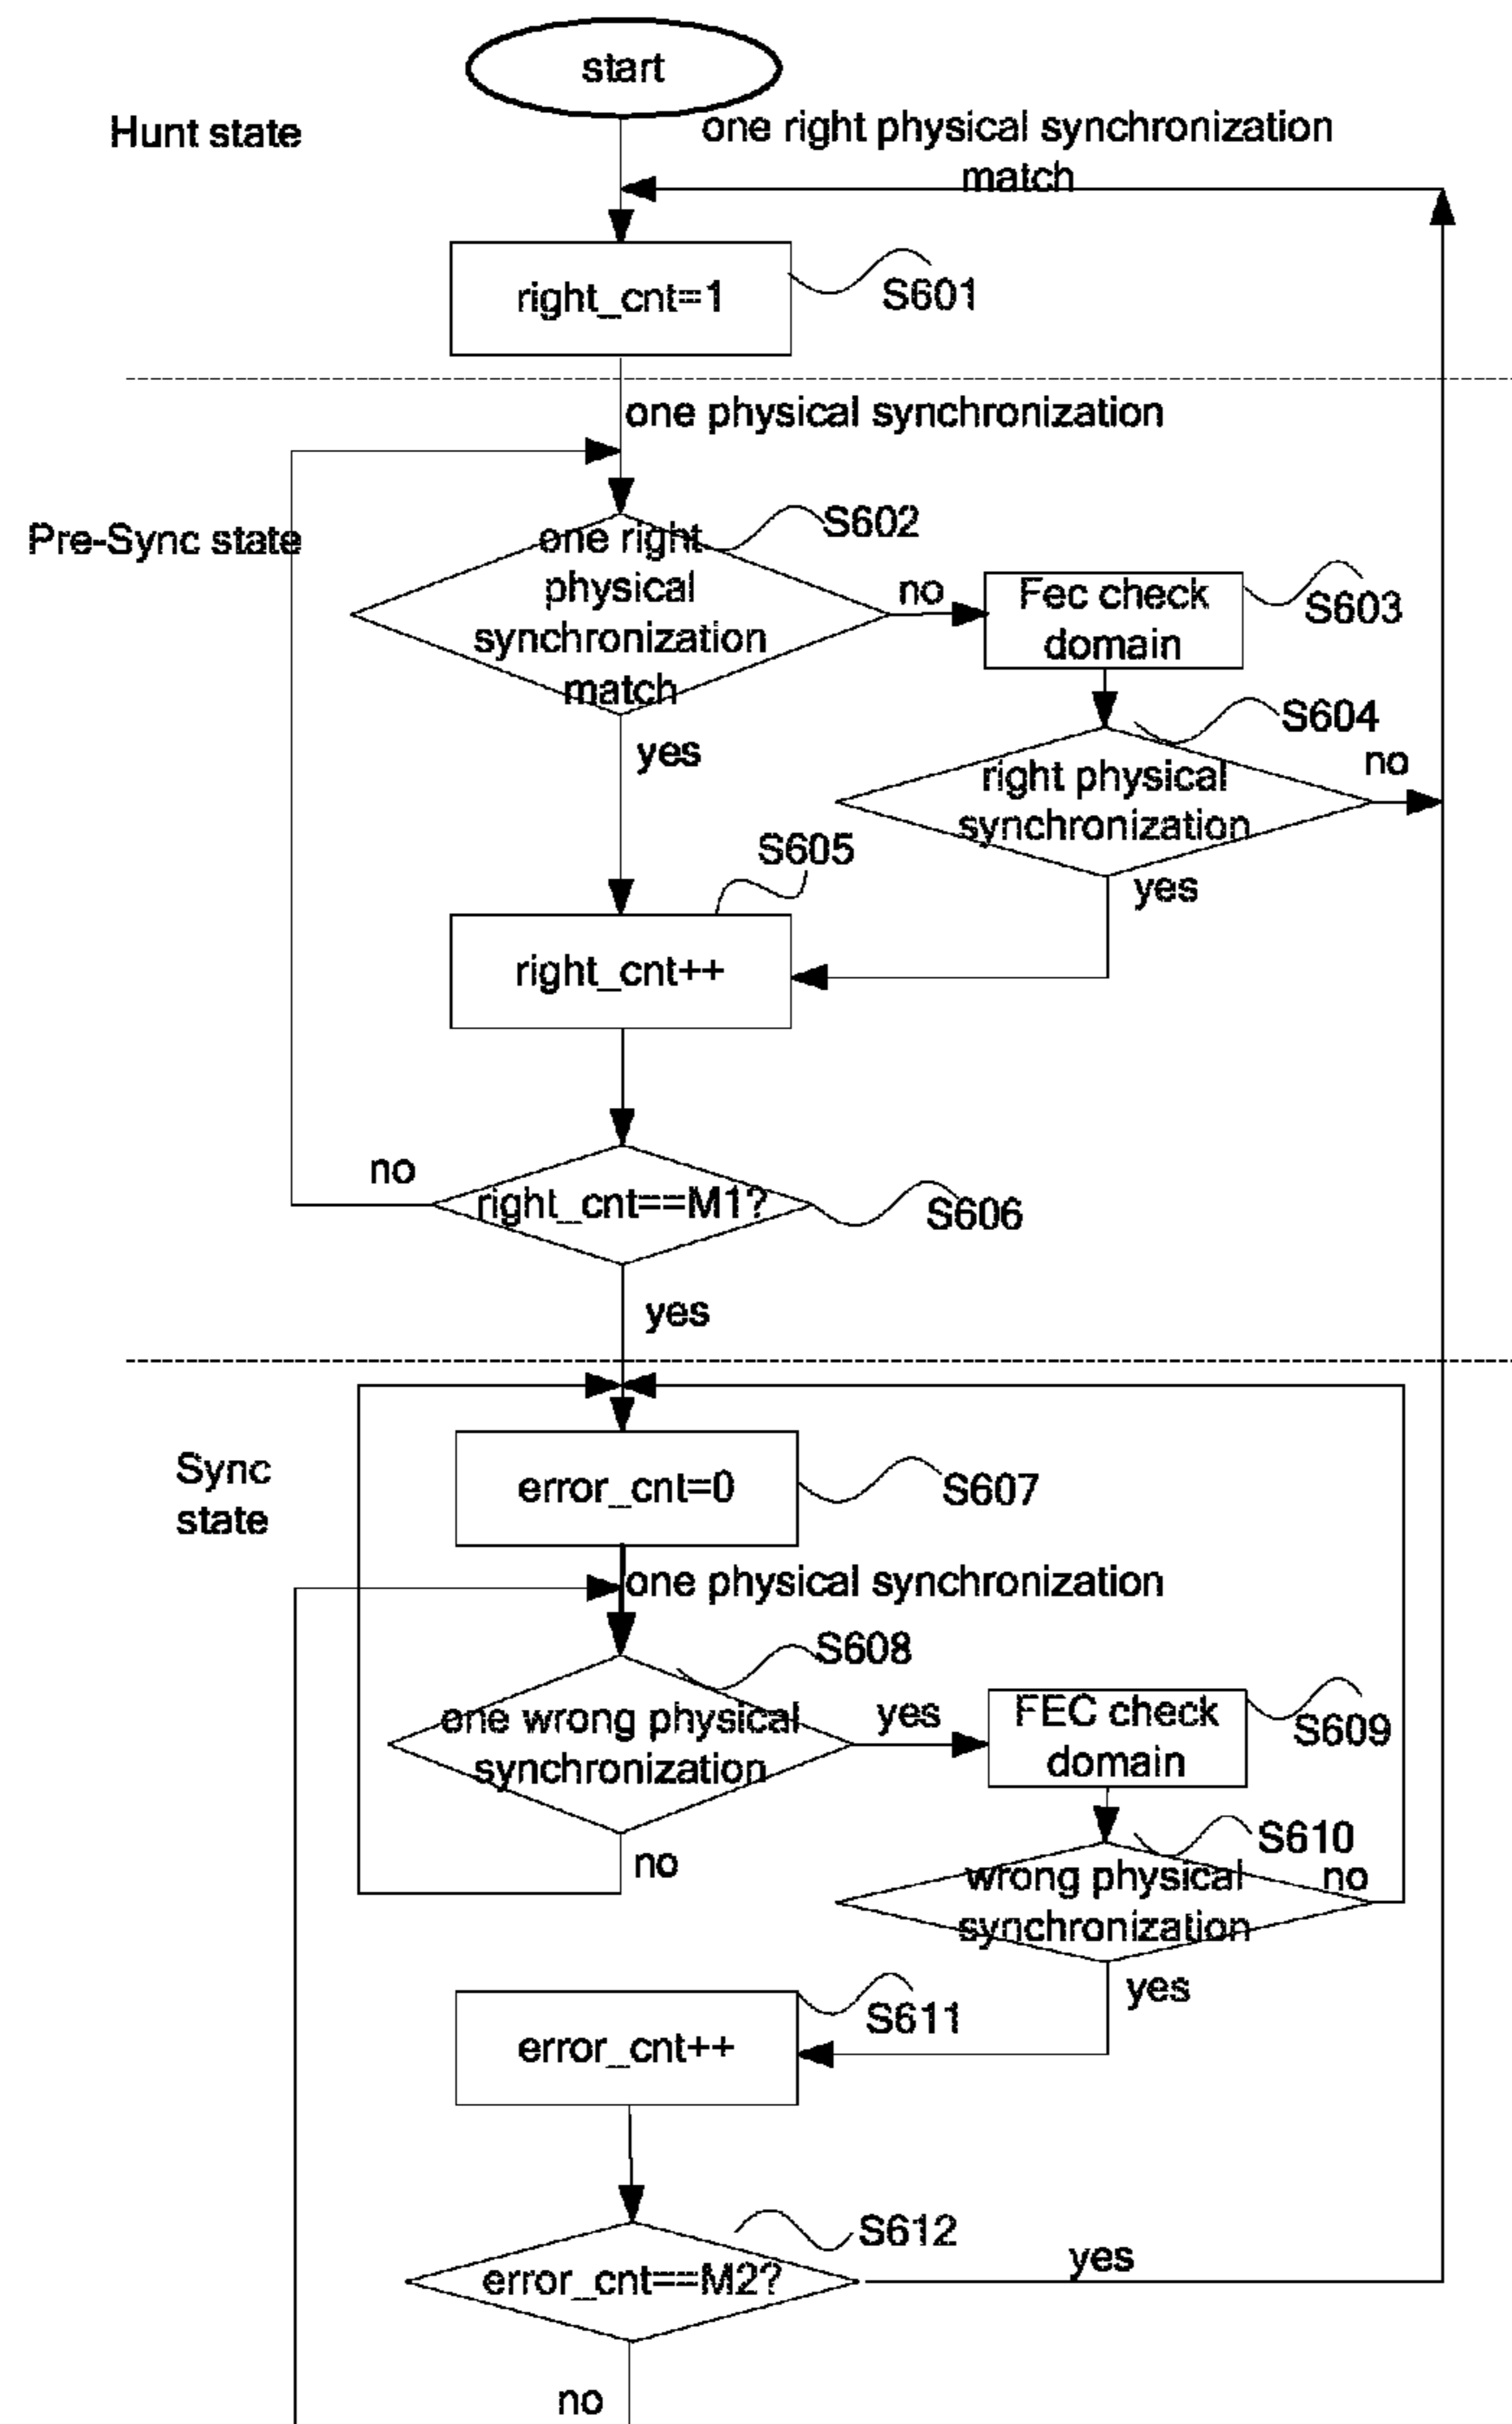 start
Hunt state
one right physical synchronization
match
right_cnt=1
S601
one physical synchronization
Pre-Sync state
one right
physical
synchronization
match
S602
no
Fec check
domain
S603
S604
right physical
synchronization
no
yes
yes
S605
right_cnt++
no
right_cnt==M1?
S606
yes
Sync
state
error_cnt=0
S607
one physical synchronization
S608
one wrong physical
synchronization
yes
FEC check
domain
S609
no
S610
wrong physical
synchronization
no
yes
S611
error_cnt++
S612
error_cnt==M2?
yes
no